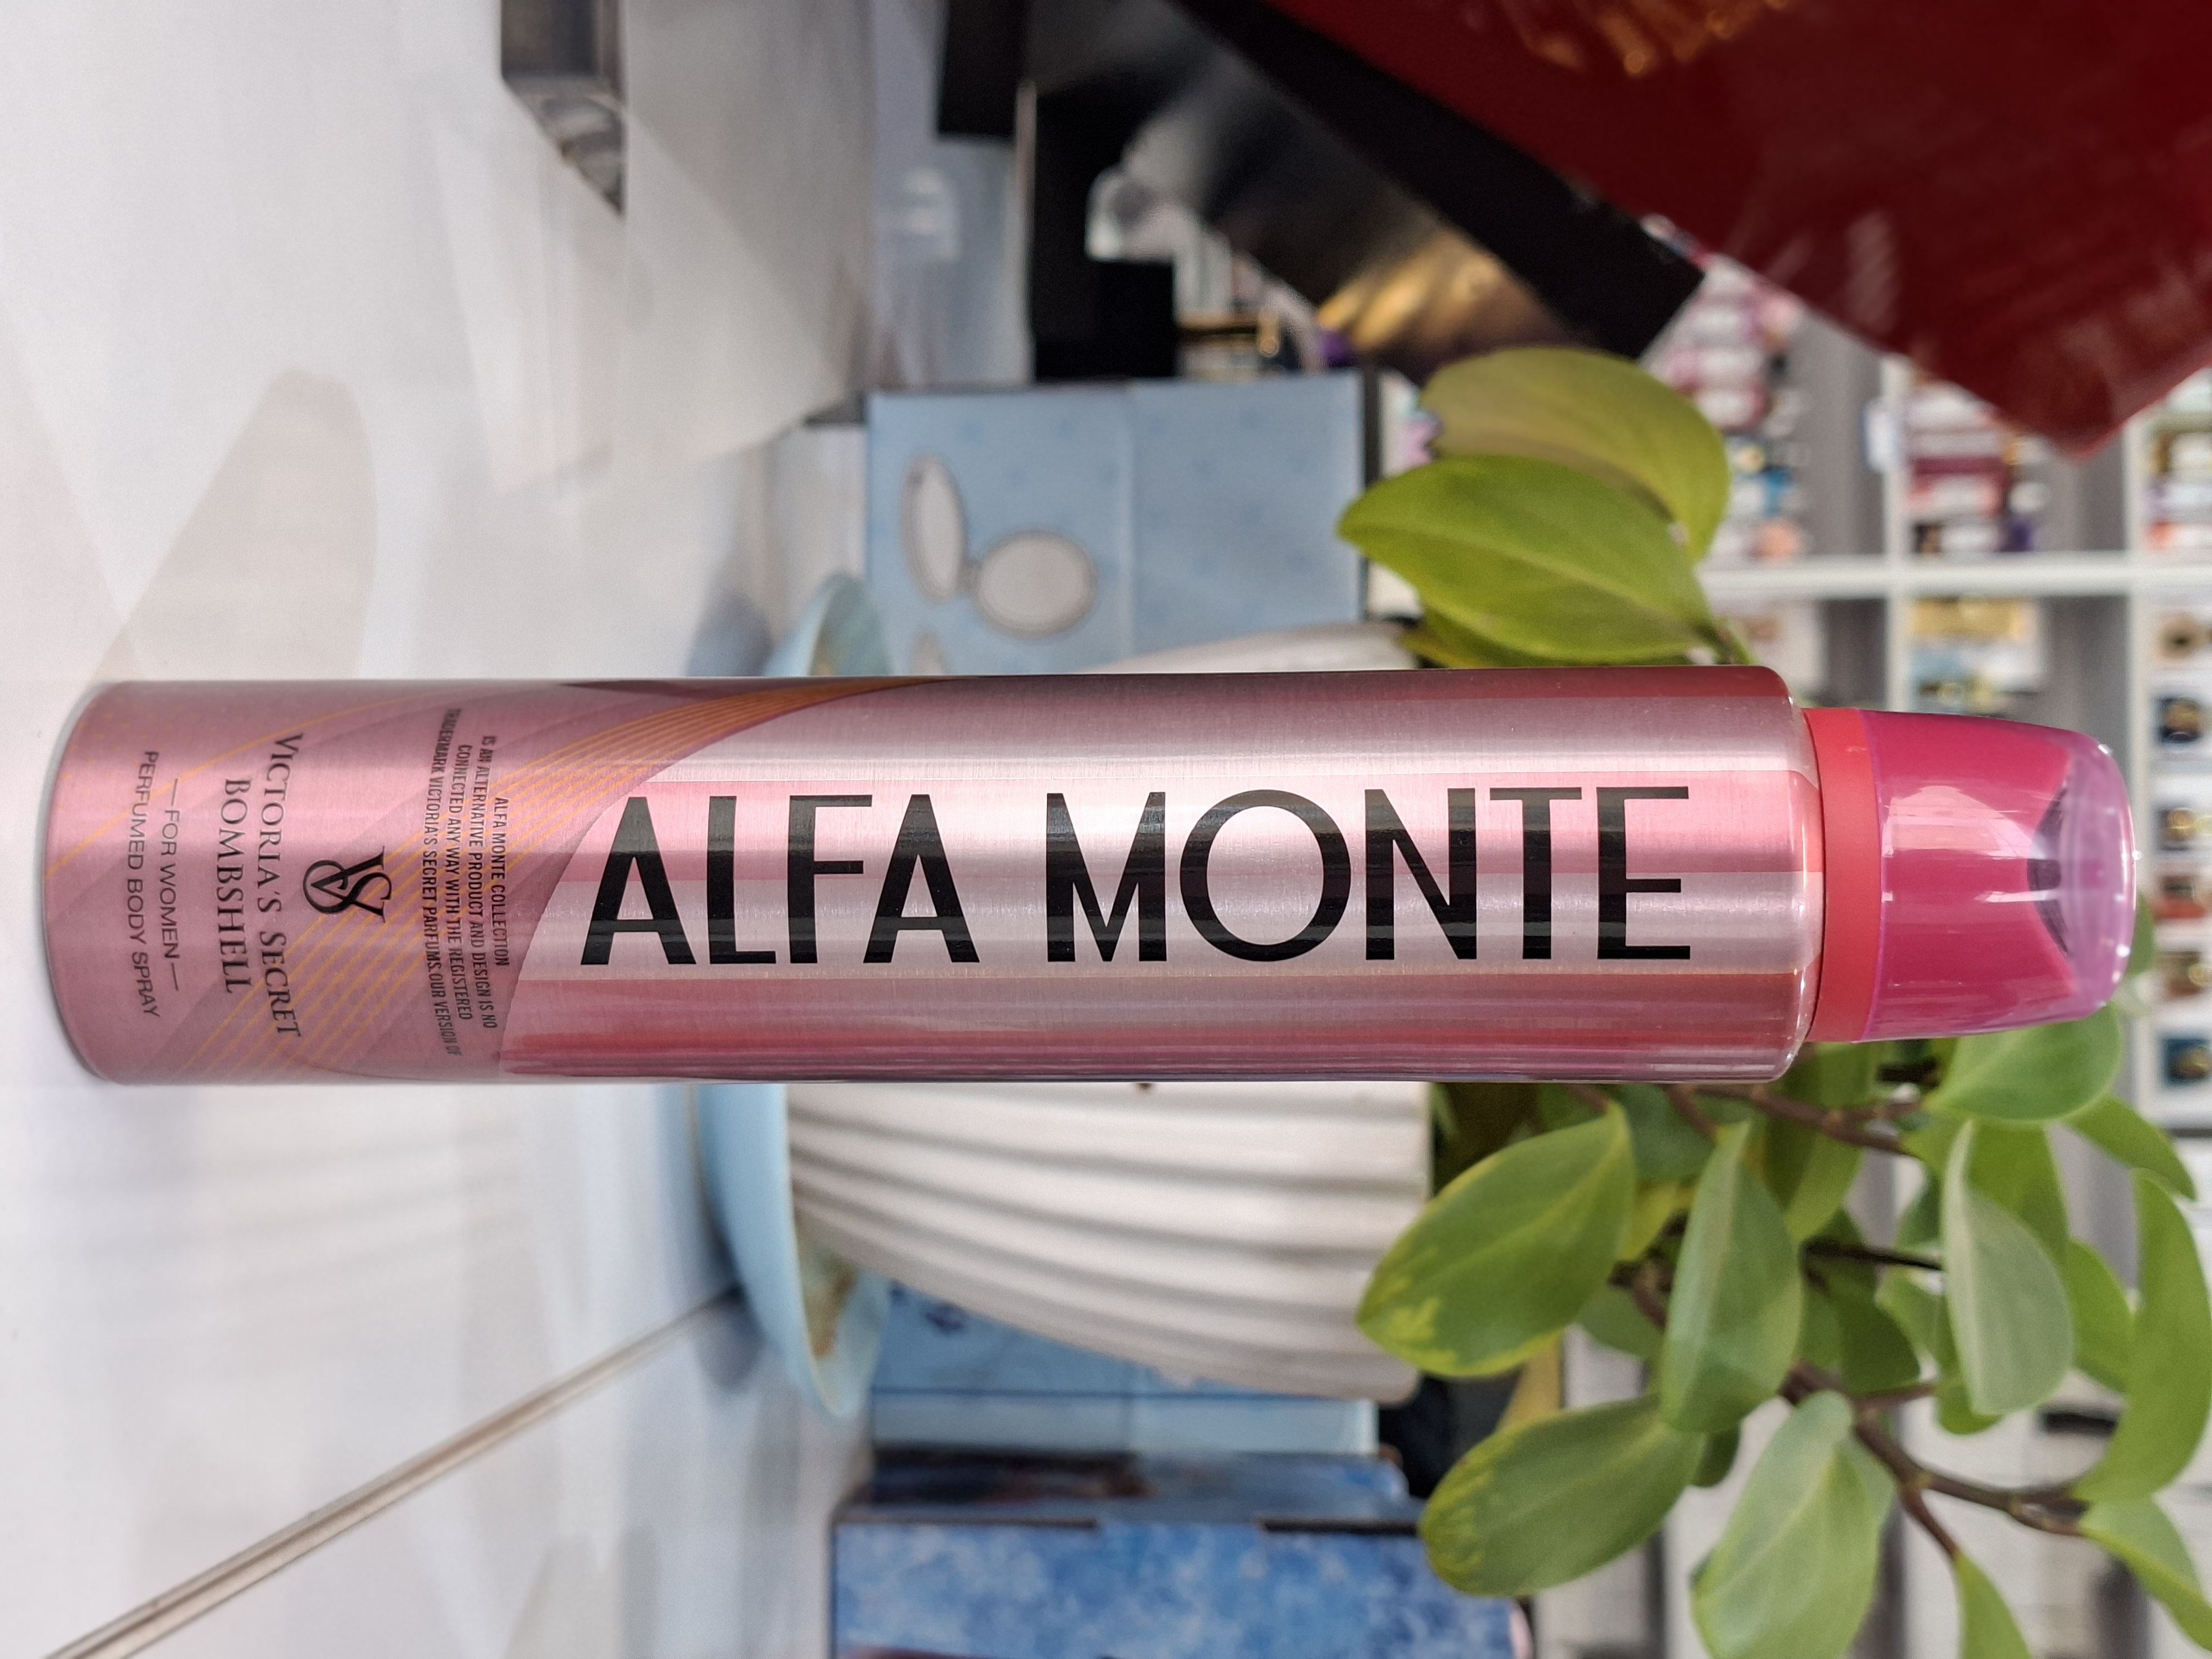 ALFA MONTE
ALFA MONTE COLLECTION
IS AN ALTERNATIVE PRODUCT AND DESIGN IS NO
CONNECTED ANY WAY WITH THE REGISTERED
TRADERMARK VICTORIA'S SECRET PARFUMS.OUR VERSION OF
VS
VICTORIA'S SECRET
BOMBSHELL
— FOR WOMEN —
PERFUMED BODY SPRAY